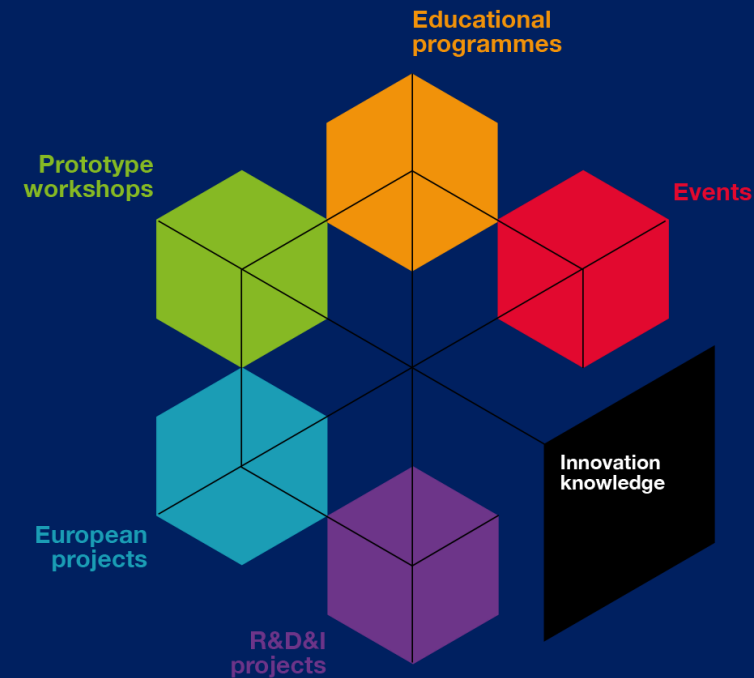 Educational
programmes
Prototype
workshops
Events
Innovation
knowledge
European
projects
R&D&I
projects